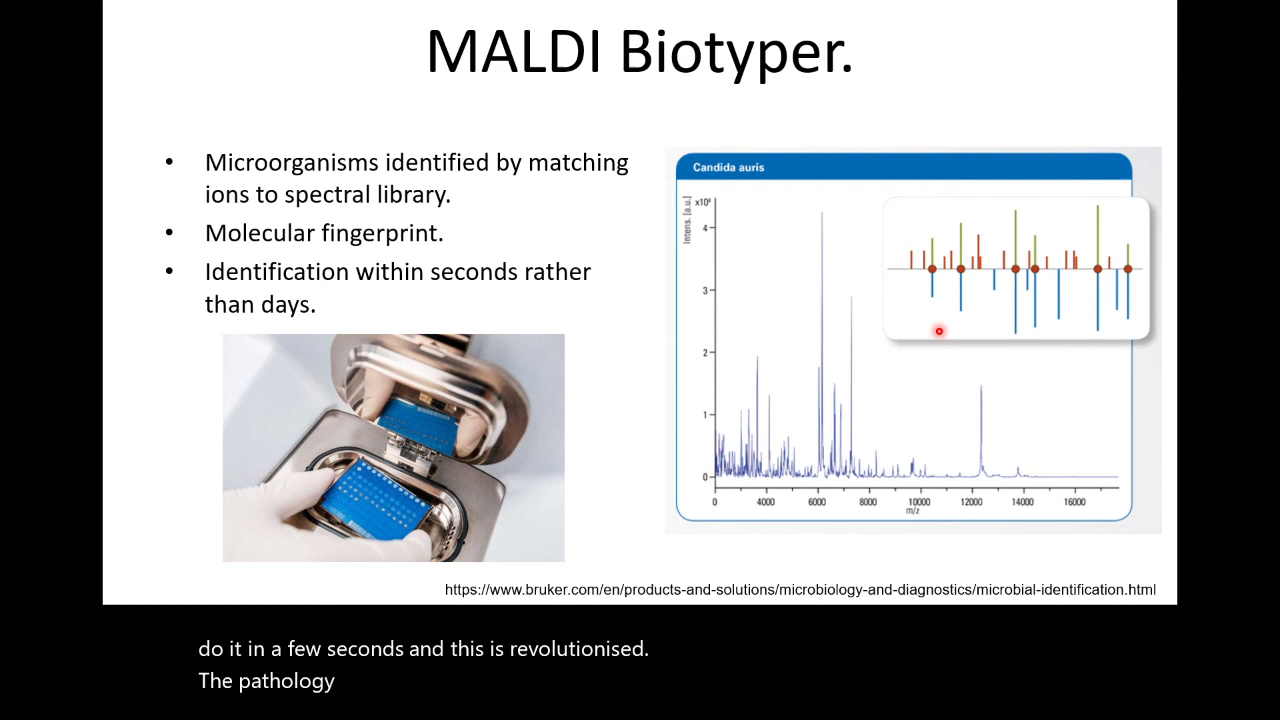 MALDI Biotyper.
• Microorganisms identified by matching
ions to spectral library.
• Molecular fingerprint.
• Identification within seconds rather
than days.
Candida auris
Intens. [a.u.]
x10⁴
4
3
2
1
0
0 4000 6000 8000 10000 12000 14000 16000
m/z
https://www.bruker.com/en/products-and-solutions/microbiology-and-diagnostics/microbial-identification.html
do it in a few seconds and this is revolutionised.
The pathology